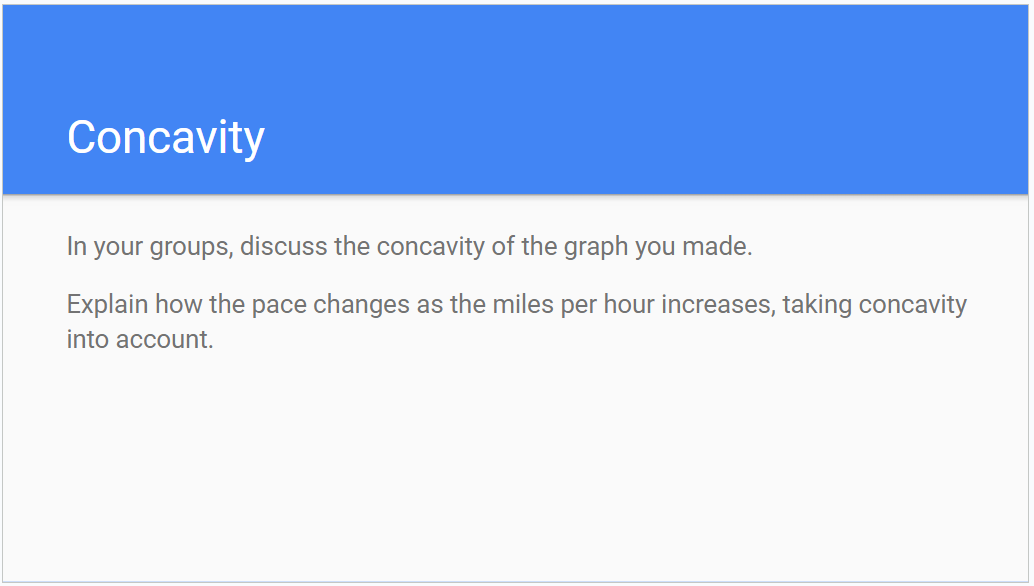 Concavity
In your groups, discuss the concavity of the graph you made.
Explain how the pace changes as the miles per hour increases, taking concavity
into account.